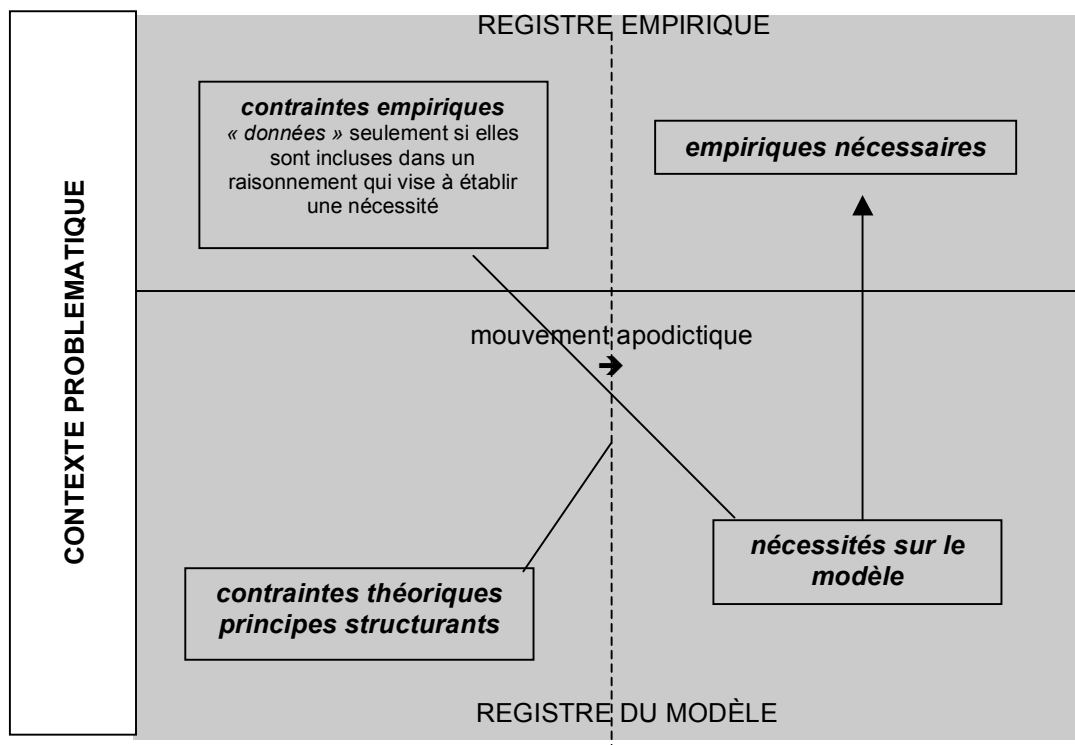 REGISTRE EMPIRIQUE
contraintes empiriques
« données » seulement si elles
sont incluses dans un
raisonnement qui vise à établir
une nécessité
empiriques nécessaires
CONTEXTE PROBLEMATIQUE
mouvement apodictique
➔
nécessités sur le
modèle
contraintes théoriques
principes structurants
REGISTRE DU MODÈLE